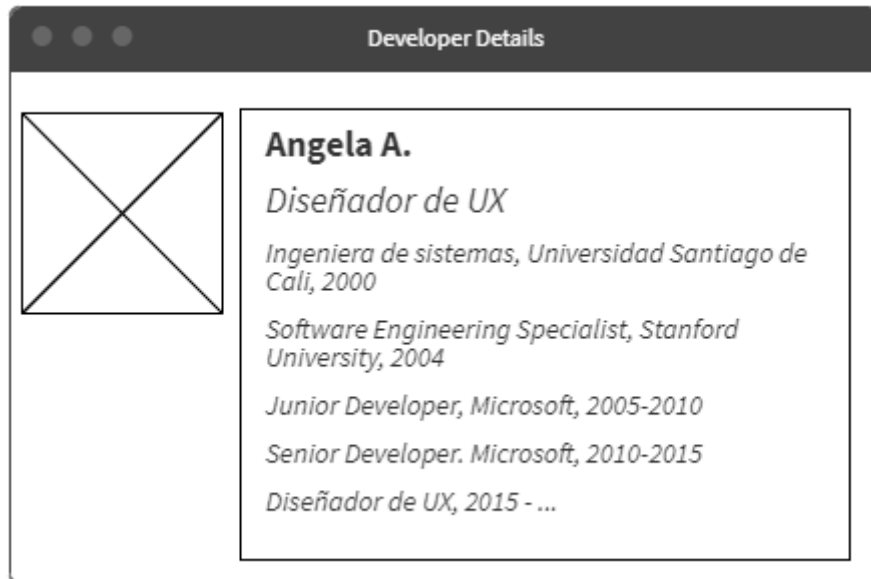 Developer Details
Angela A.
Diseñador de UX
Ingeniera de sistemas, Universidad Santiago de
Cali, 2000
Software Engineering Specialist, Stanford
University, 2004
Junior Developer, Microsoft, 2005-2010
Senior Developer. Microsoft, 2010-2015
Diseñador de UX, 2015 - ...